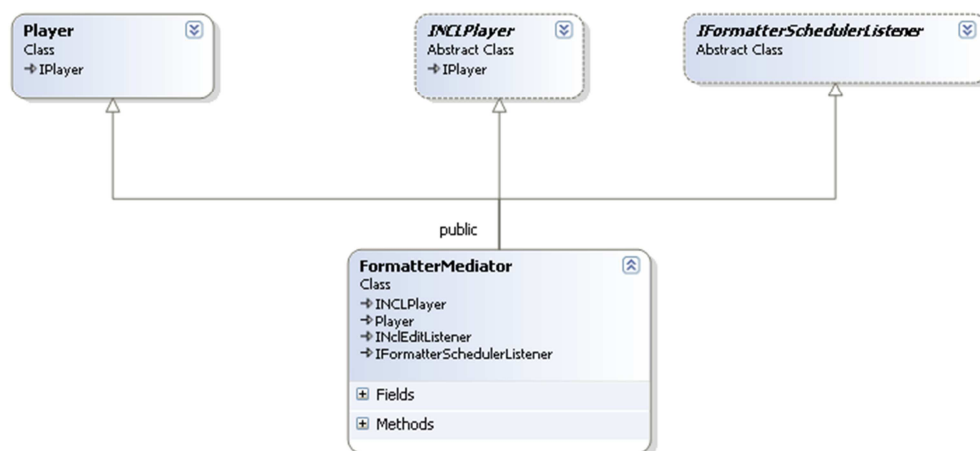 Player
Class
IPlayer
INCLPlayer
Abstract Class
IPlayer
IFormatterSchedulerListener
Abstract Class
public
FormatterMediator
Class
INCLPlayer
Player
INclEditListener
IFormatterSchedulerListener
Fields
Methods